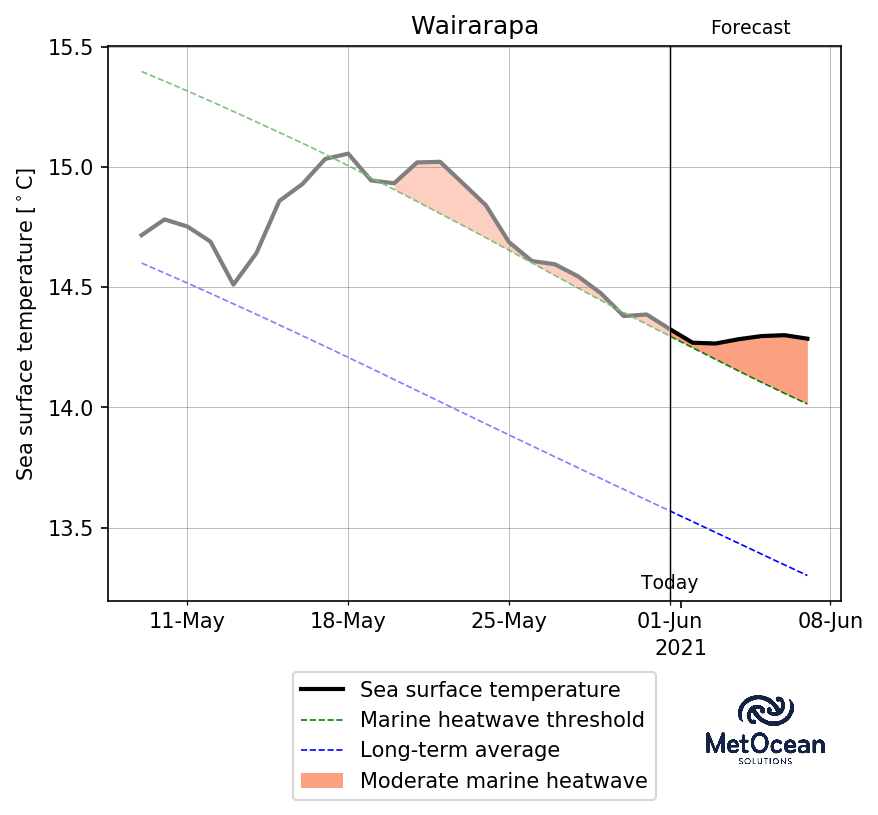 Wairarapa
Forecast
Sea surface temperature [°C]
15.5
15.0
14.5
14.0
13.5
Today
11-May
18-May
25-May
01-Jun
08-Jun
2021
Sea surface temperature
Marine heatwave threshold
Long-term average
Moderate marine heatwave
MetOcean
SOLUTIONS